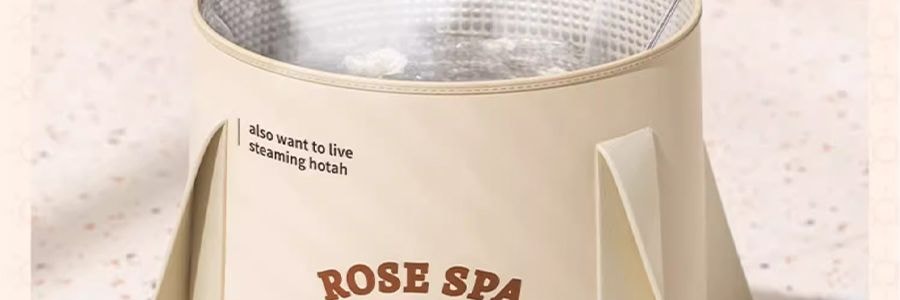 also want to live
steaming hotah
ROSE SPA